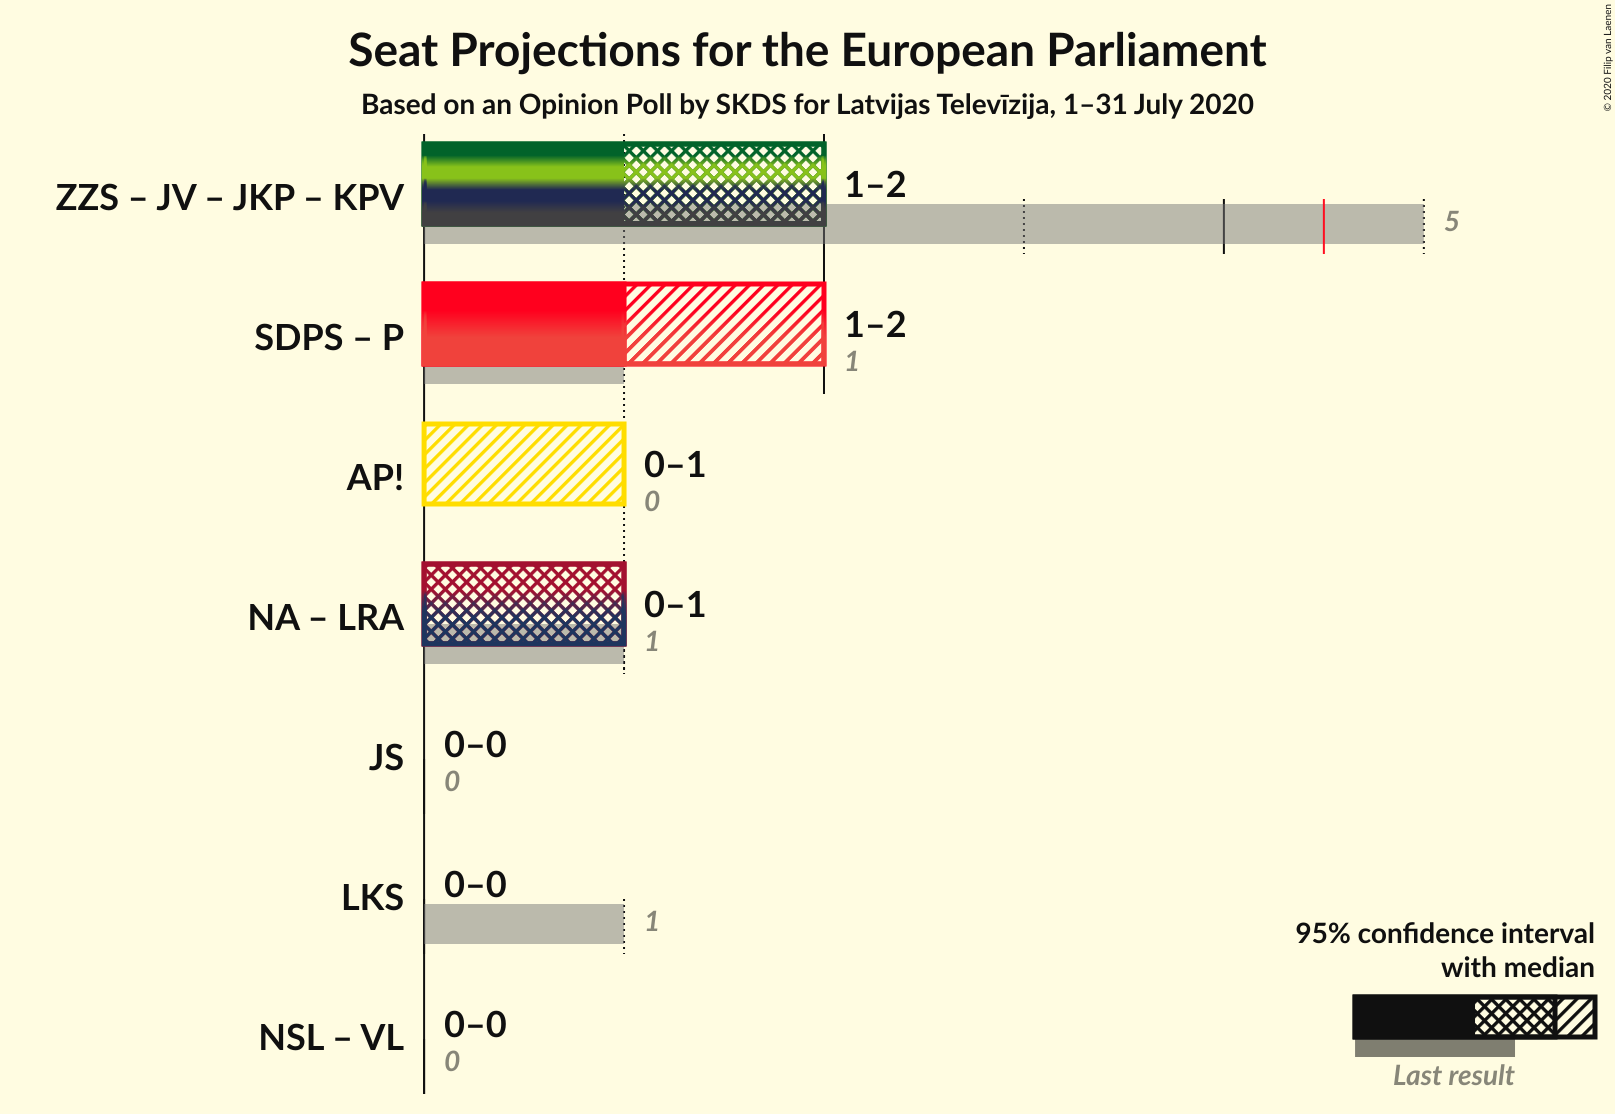 Seat Projections for the European Parliament
Based on an Opinion Poll by SKDS for Latvijas Televīzija, 1–31 July 2020
© 2020 Filip van Laenen
ZZS – JV – JKP – KPV
1–2
5
SDPS – P
1–2
1
AP!
0–1
0
NA – LRA
0–1
1
JS
0–0
0
LKS
0–0
1
NSL – VL
0–0
0
95% confidence interval
with median
Last result